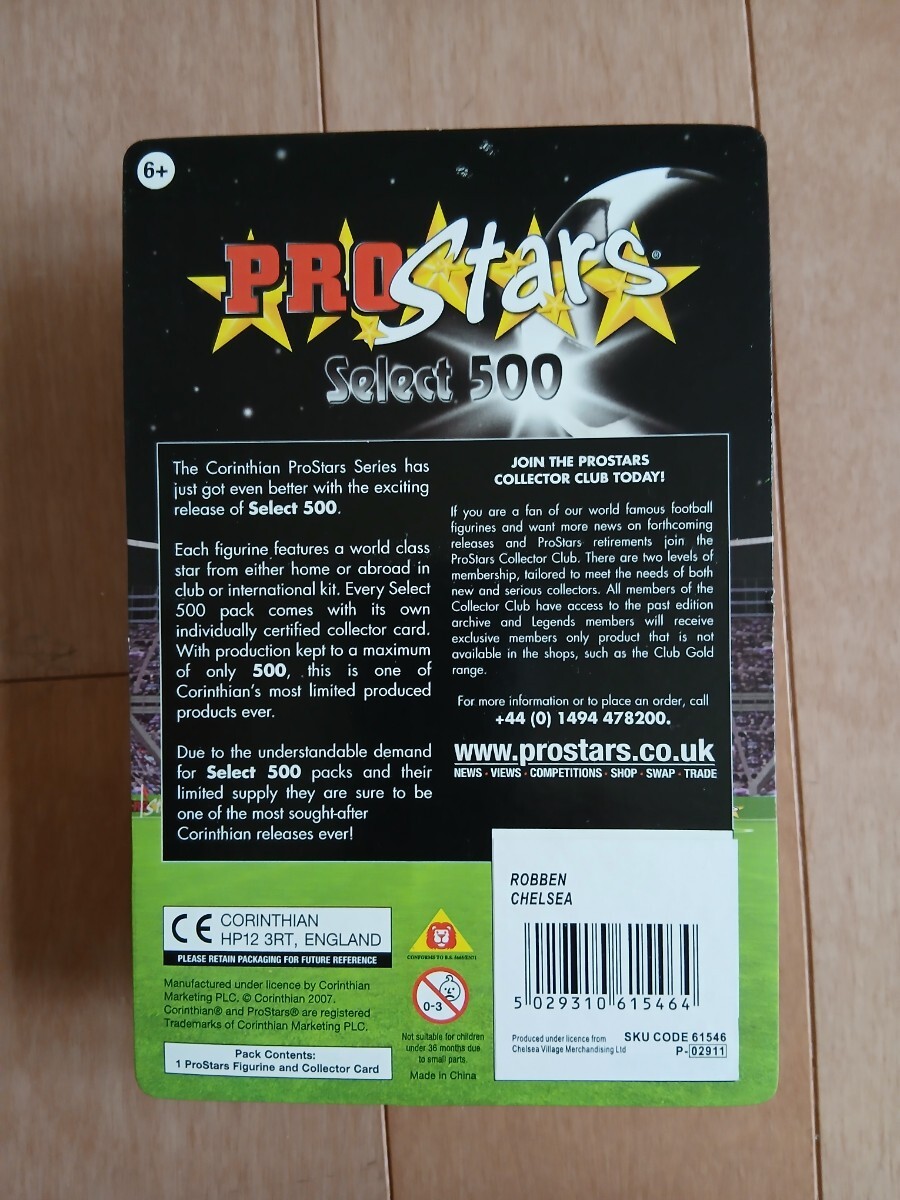 6+
PROStars®
Select 500
The Corinthian ProStars Series has
just got even better with the exciting
release of Select 500.
Each figurine features a world class
star from either home or abroad in
club or international kit. Every Select
500 pack comes with its own
individually certified collector card.
With production kept to a maximum
of only 500, this is one of
Corinthian's most limited produced
products ever.
Due to the understandable demand
for Select 500 packs and their
limited supply they are sure to be
one of the most sought-after
Corinthian releases ever!
JOIN THE PROSTARS
COLLECTOR CLUB TODAY!
If you are a fan of our world famous football
figurines and want more news on forthcoming
releases and ProStars retirements join the
ProStars Collector Club. There are two levels of
membership, tailored to meet the needs of both
new and serious collectors. All members of the
Collector Club have access to the past edition
archive and Legends members will receive
exclusive members only product that is not
available in the shops, such as the Club Gold
range.
For more information or to place an order, call
+44 (0) 1494 478200.
www.prostars.co.uk
NEWS · VIEWS · COMPETITIONS · SHOP · SWAP · TRADE
CE CORINTHIAN
HP12 3RT, ENGLAND
PLEASE RETAIN PACKAGING FOR FUTURE REFERENCE
Manufactured under licence by Corinthian
Marketing PLC. © Corinthian 2007.
Corinthian® and ProStars® are registered
Trademarks of Corinthian Marketing PLC.
Pack Contents:
1 ProStars Figurine and Collector Card
CONFORMS TO B.S. 5665/EN71
0-3
Not suitable for children
under 36 months due
to small parts.
Made in China
ROBBEN
CHELSEA
5 029310 615464
Produced under licence from
Chelsea Village Merchandising Ltd
SKU CODE 61546
P-02911